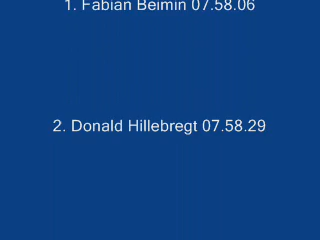 1. Fabian Beimin 07.58.06
2. Donald Hillebregt 07.58.29